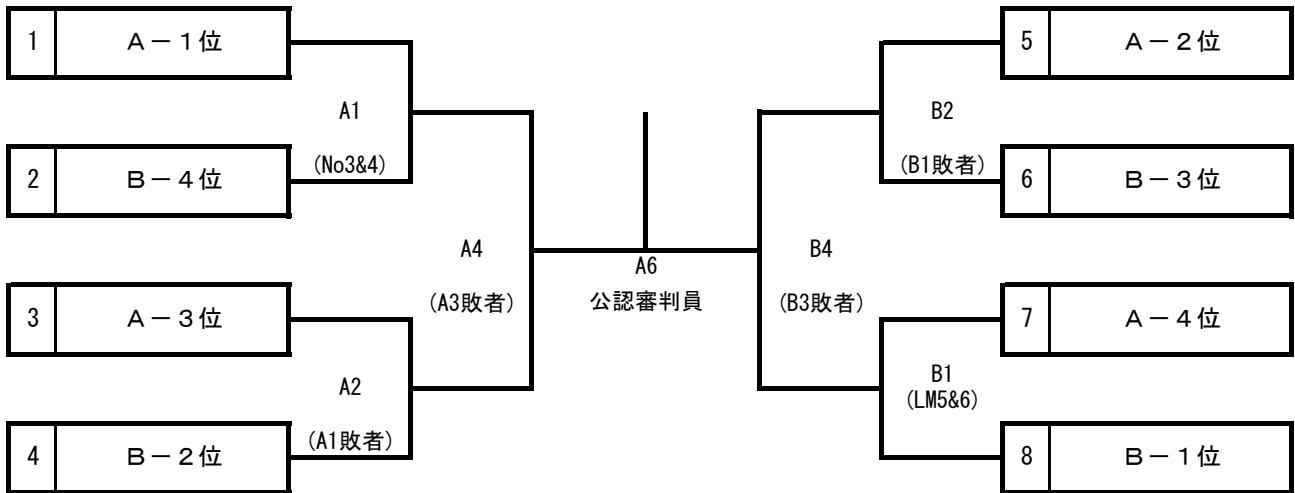 1 A－1位
A1
(No3&4)
2 B－4位
A4
(A3敗者)
3 A－3位
A2
(A1敗者)
4 B－2位
A6
公認審判員
5 A－2位
B2
(B1敗者)
6 B－3位
B4
(B3敗者)
7 A－4位
B1
(LM5&6)
8 B－1位